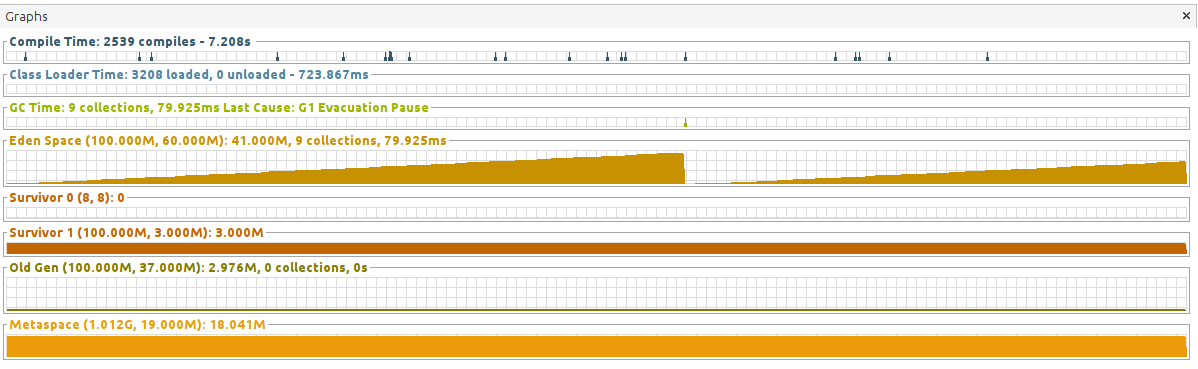 Graphs ×
Compile Time: 2539 compiles - 7.208s
Class Loader Time: 3208 loaded, 0 unloaded - 723.867ms
GC Time: 9 collections, 79.925ms Last Cause: G1 Evacuation Pause
Eden Space (100.000M, 60.000M): 41.000M, 9 collections, 79.925ms
Survivor 0 (8, 8): 0
Survivor 1 (100.000M, 3.000M): 3.000M
Old Gen (100.000M, 37.000M): 2.976M, 0 collections, 0s
Metaspace (1.012G, 19.000M): 18.041M